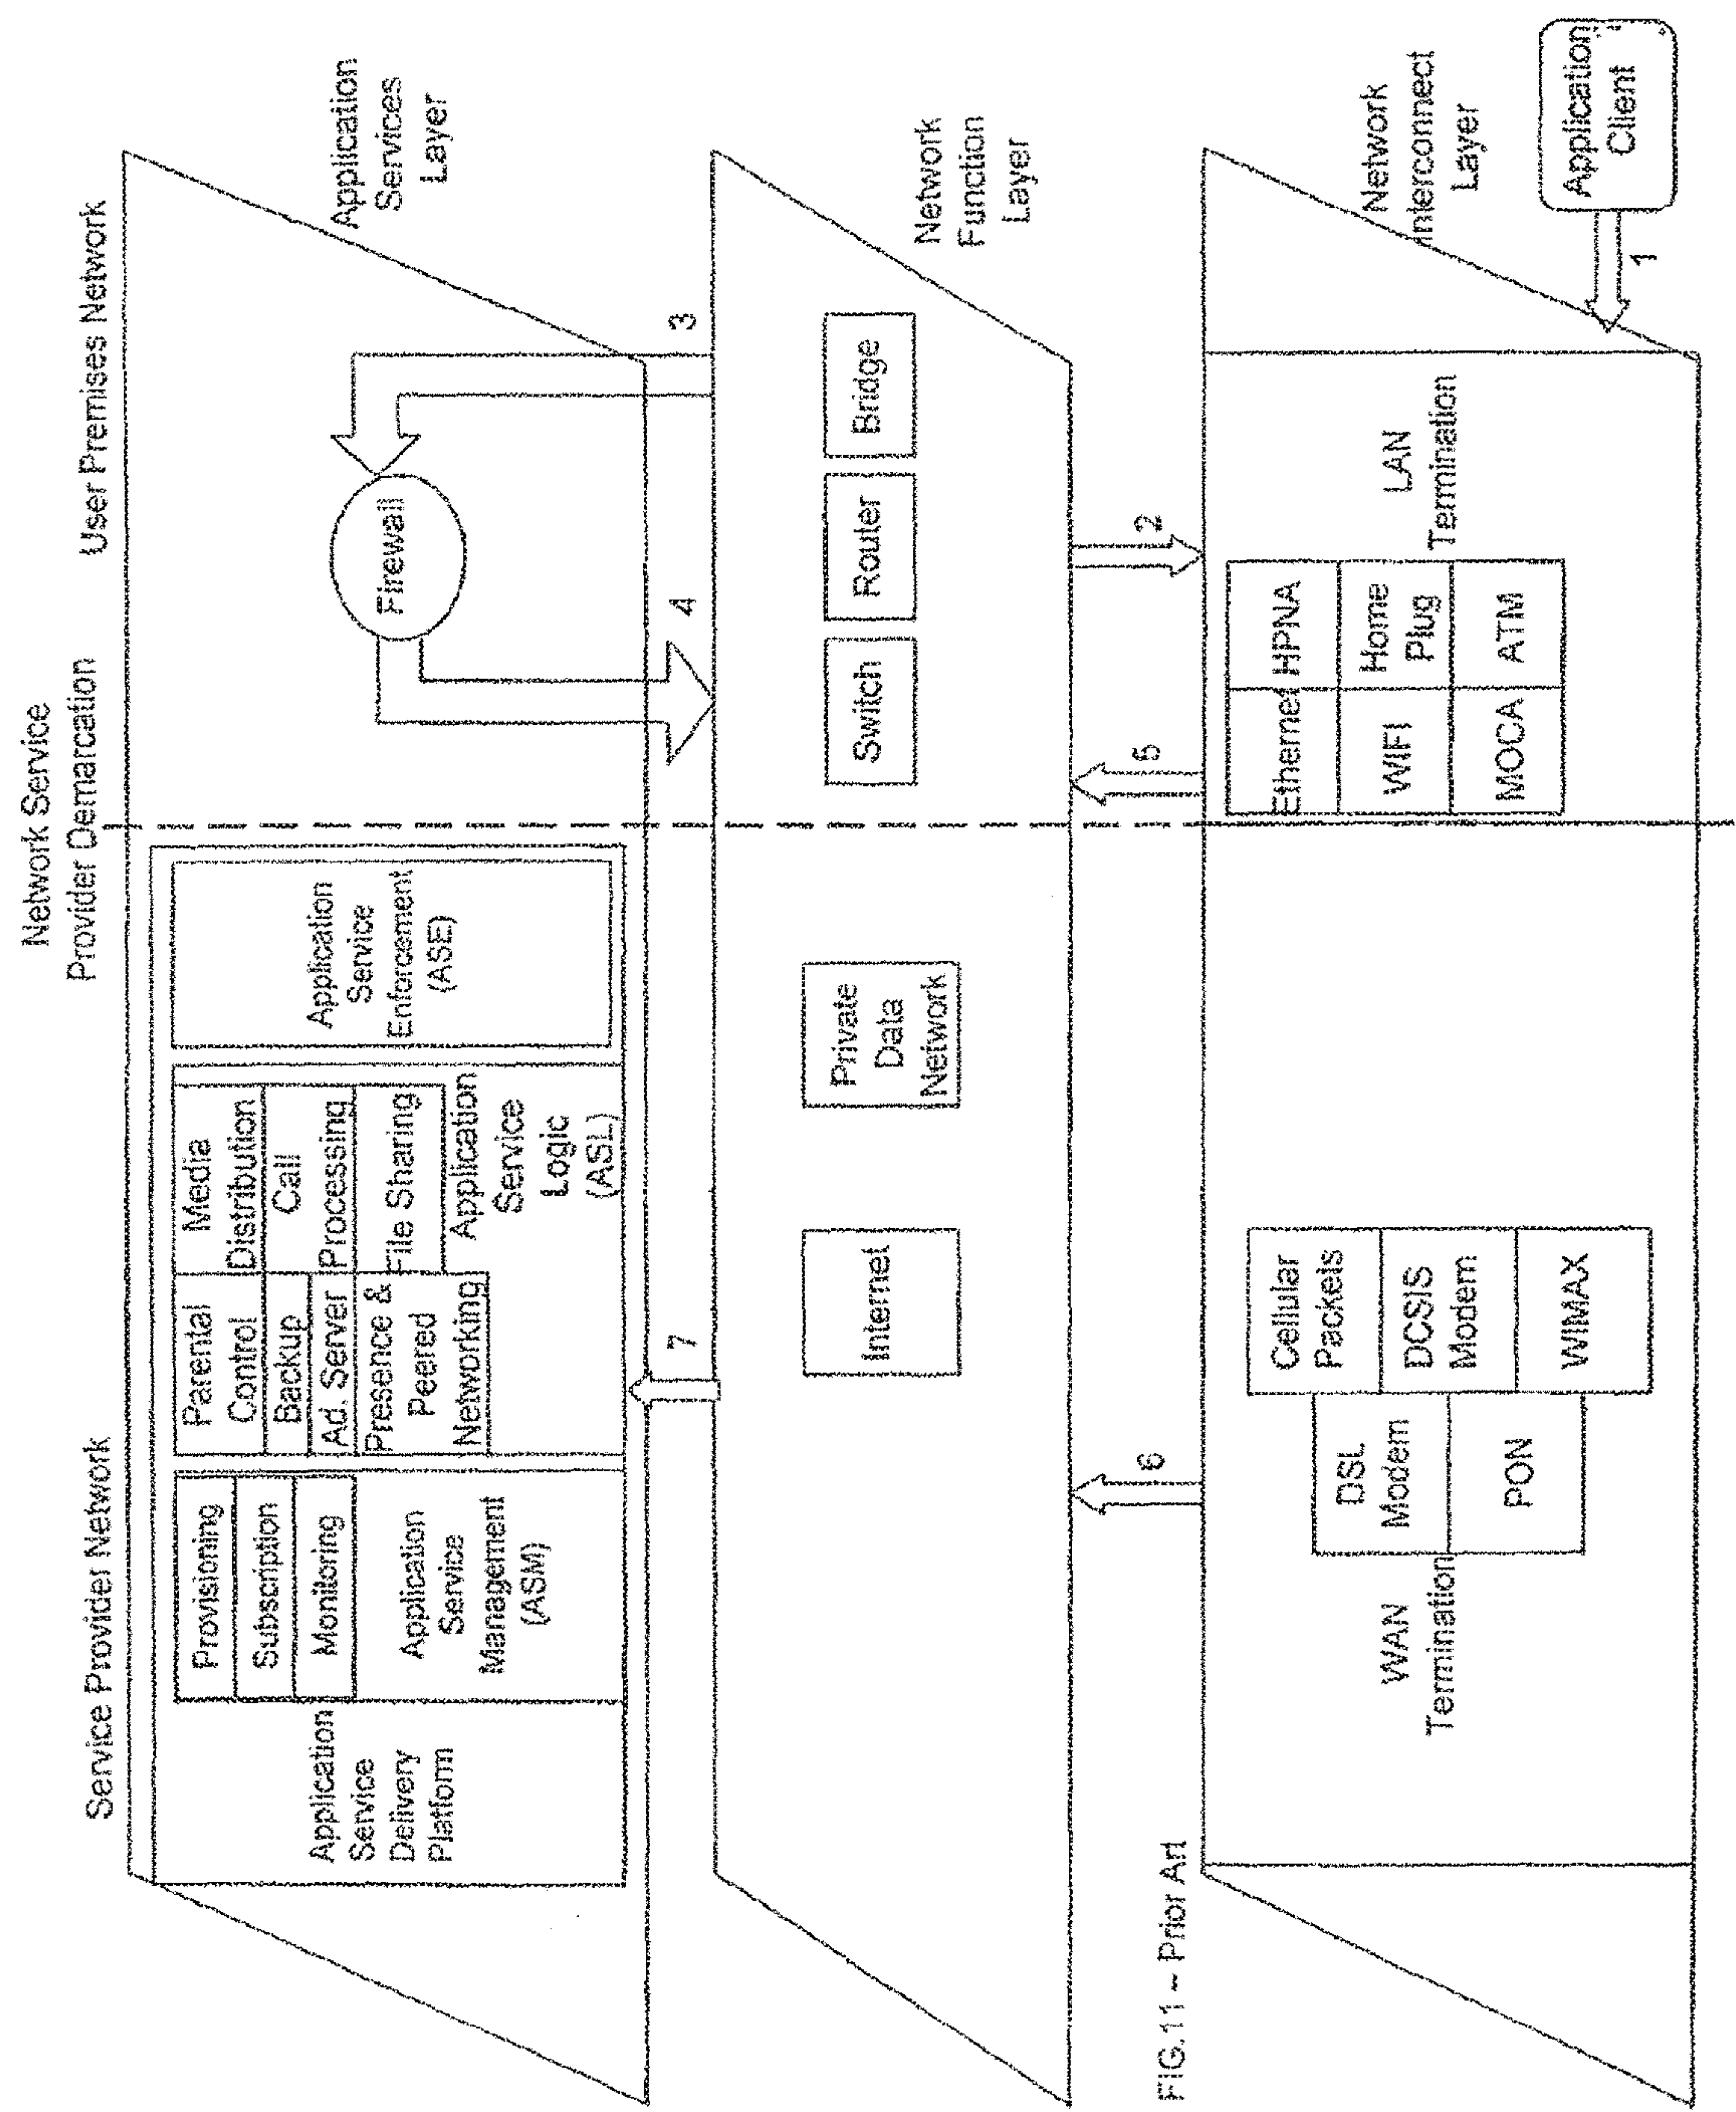 Network Service
Provider Demarcation
Service Provider Network
User Premises Network
Application
Services
Layer
Application
Service
Delivery
Platform
Provisioning
Subscription
Monitoring
Application
Service
Management
(ASM)
Parental
Control
Backup
Ad. Server
Presence &
Peered
Networking
Media
Distribution
Call
Processing
File Sharing
Application
Service
Logic
(ASL)
Application
Service
Enforcement
(ASE)
Firewall
7
4
3
Network
Function
Layer
Internet
Private
Data
Network
Switch
Router
Bridge
6
5
2
Network
Interconnect
Layer
WAN
Termination
DSL
Modem
PON
Cellular
Packets
DCSIS
Modem
WIMAX
Ethernet
HPNA
WIFI
Home
Plug
MOCA
ATM
LAN
Termination
1
Application
Client
FIG.11 - Prior Art